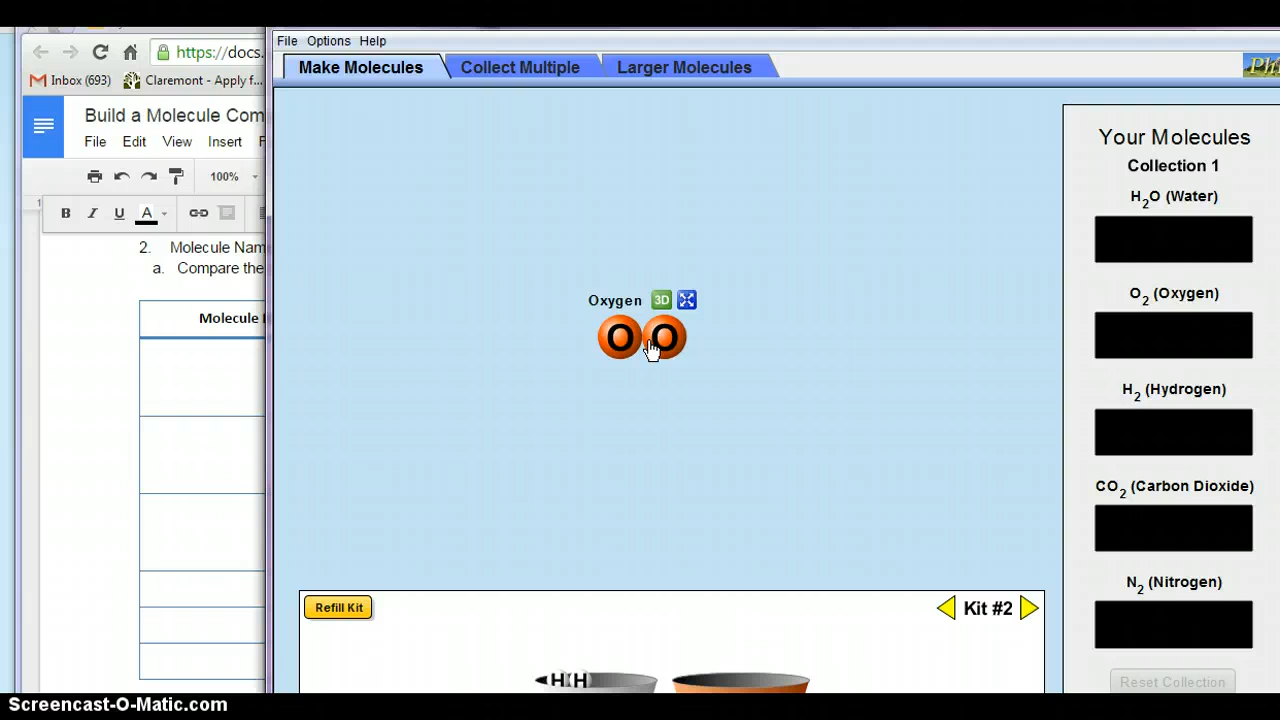 File Options Help
https://docs.
Make Molecules Collect Multiple Larger Molecules
Inbox (693) Claremont - Apply f...
Build a Molecule Com
File Edit View Insert
100%
B I U A
2. Molecule Nam
a. Compare the
Molecule
Your Molecules
Collection 1
H2O (Water)
O2 (Oxygen)
H2 (Hydrogen)
CO2 (Carbon Dioxide)
N2 (Nitrogen)
Reset Collection
Oxygen 3D
O O
Refill Kit Kit #2
H H
Screencast-O-Matic.com